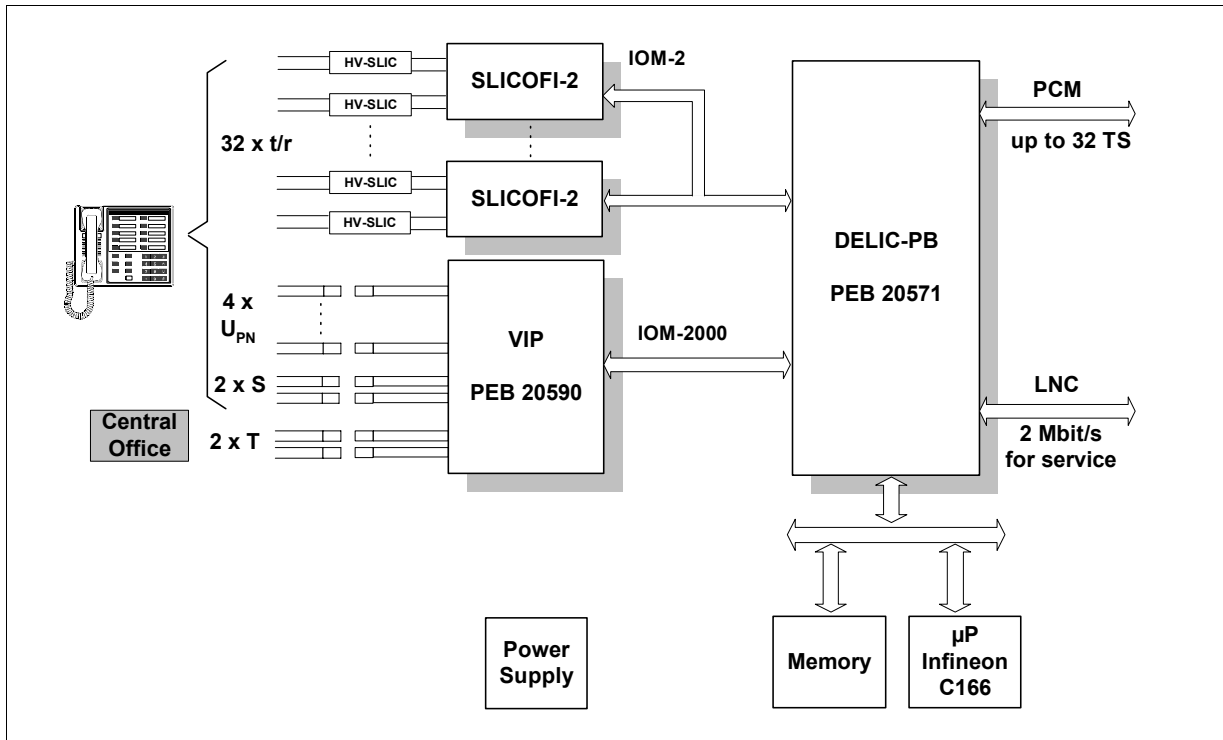 HV-SLIC
HV-SLIC
HV-SLIC
HV-SLIC
SLICOFI-2
SLICOFI-2
IOM-2
32 x t/r
4 x
UPN
2 x S
2 x T
Central
Office
VIP
PEB 20590
IOM-2000
DELIC-PB
PEB 20571
PCM
up to 32 TS
LNC
2 Mbit/s
for service
Power
Supply
Memory
µP
Infineon
C166